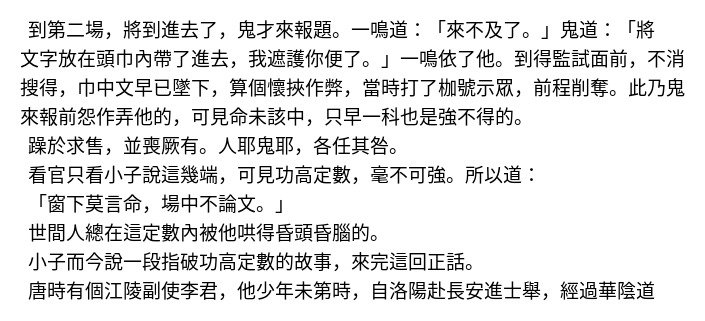 到第二場，將到進去了，鬼才來報題。一鳴道：「來不及了。」鬼道：「將
文字放在頭巾內帶了進去，我遮護你便了。」一鳴依了他。到得監試面前，不消
搜得，巾中文早已墜下，算個懷挾作弊，當時打了枷號示眾，前程削奪。此乃鬼
來報前怨作弄他的，可見命未該中，只早一科也是強不得的。
躁於求售，並喪厥有。人耶鬼耶，各任其咎。
看官只看小子說這幾端，可見功高定數，毫不可強。所以道：
「窗下莫言命，場中不論文。」
世間人總在這定數內被他哄得昏頭昏腦的。
小子而今說一段指破功高定數的故事，來完這回正話。
唐時有個江陵副使李君，他少年未第時，自洛陽赴長安進士舉，經過華陰道